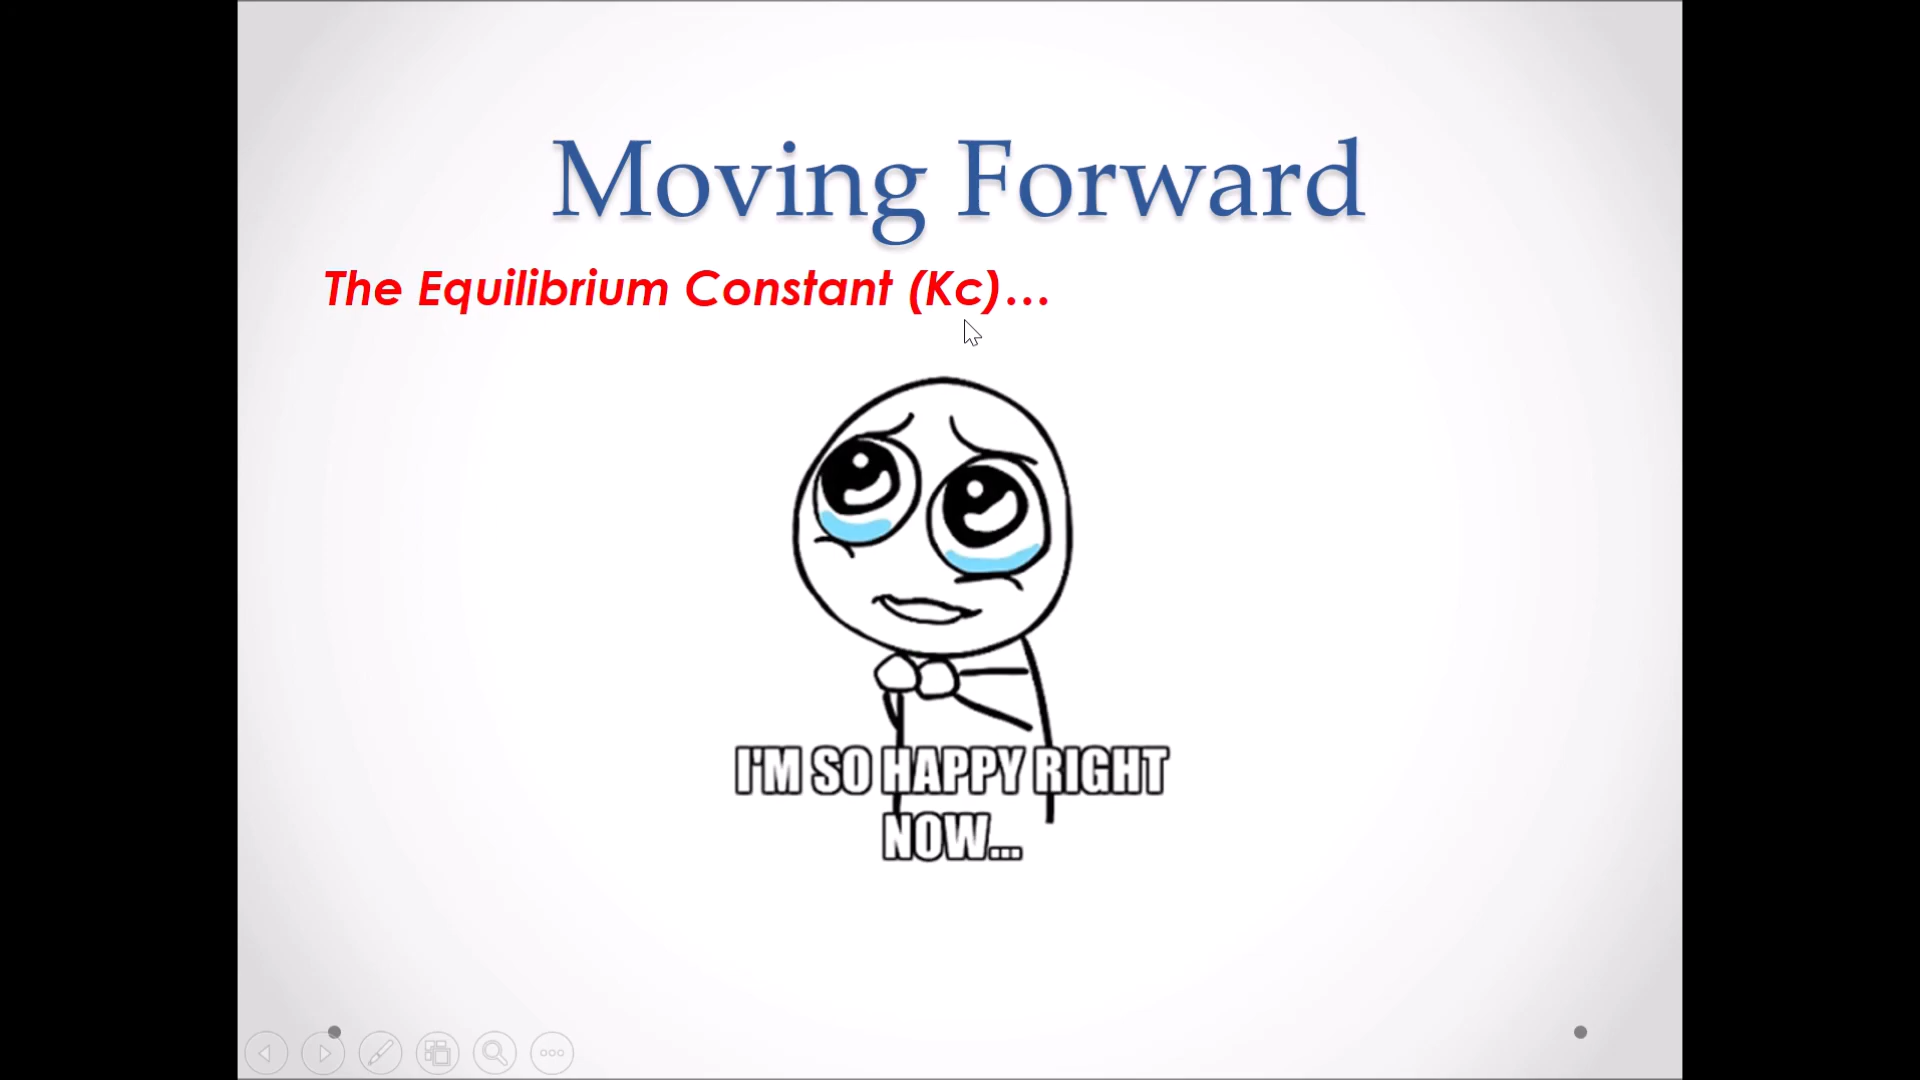 Moving Forward
The Equilibrium Constant (Kc)...
I'M SO HAPPY RIGHT
NOW...